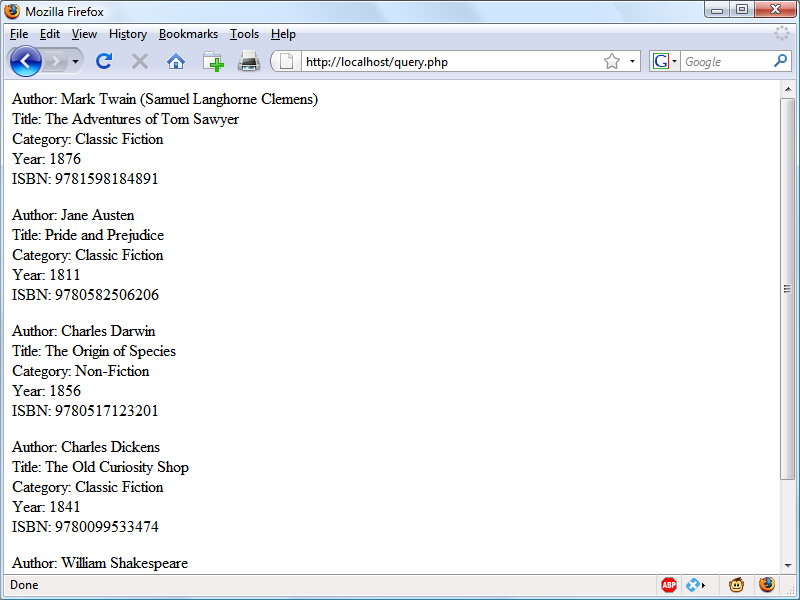 Mozilla Firefox
File Edit View History Bookmarks Tools Help
http://localhost/query.php
G Google
Author: Mark Twain (Samuel Langhorne Clemens)
Title: The Adventures of Tom Sawyer
Category: Classic Fiction
Year: 1876
ISBN: 9781598184891
Author: Jane Austen
Title: Pride and Prejudice
Category: Classic Fiction
Year: 1811
ISBN: 9780582506206
Author: Charles Darwin
Title: The Origin of Species
Category: Non-Fiction
Year: 1856
ISBN: 9780517123201
Author: Charles Dickens
Title: The Old Curiosity Shop
Category: Classic Fiction
Year: 1841
ISBN: 9780099533474
Author: William Shakespeare
Done
ABP